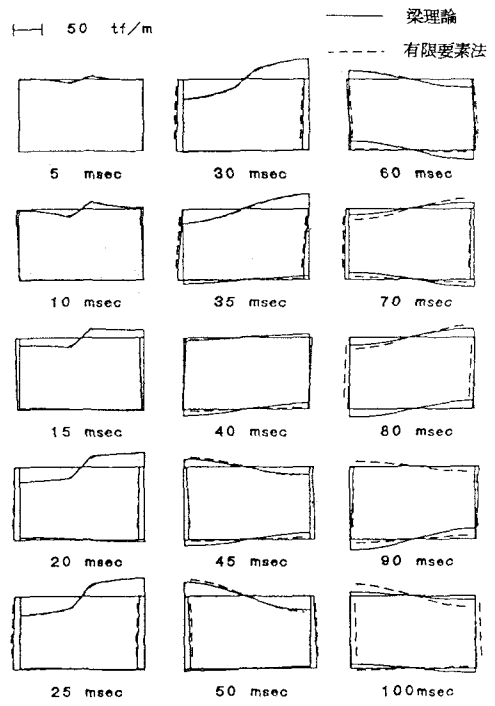 50 tf/m
梁理論
有限要素法
5 msec
30 msec
60 msec
10 msec
35 msec
70 msec
15 msec
40 msec
80 msec
20 msec
45 msec
90 msec
25 msec
50 msec
100msec